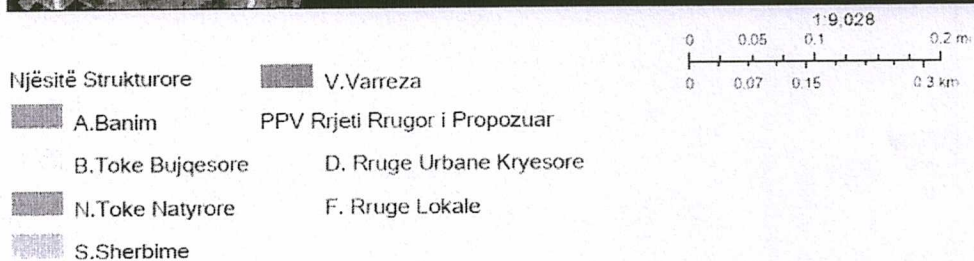 1:9,028
0 0.05 0.1 0.2 m
0 0.07 0.15 0.3 km
Njësitë Strukturore
A.Banim
B.Toke Bujqesore
N.Toke Natyrore
S.Sherbime
V.Varreza
PPV Rrjeti Rrugor i Propozuar
D. Rruge Urbane Kryesore
F. Rruge Lokale